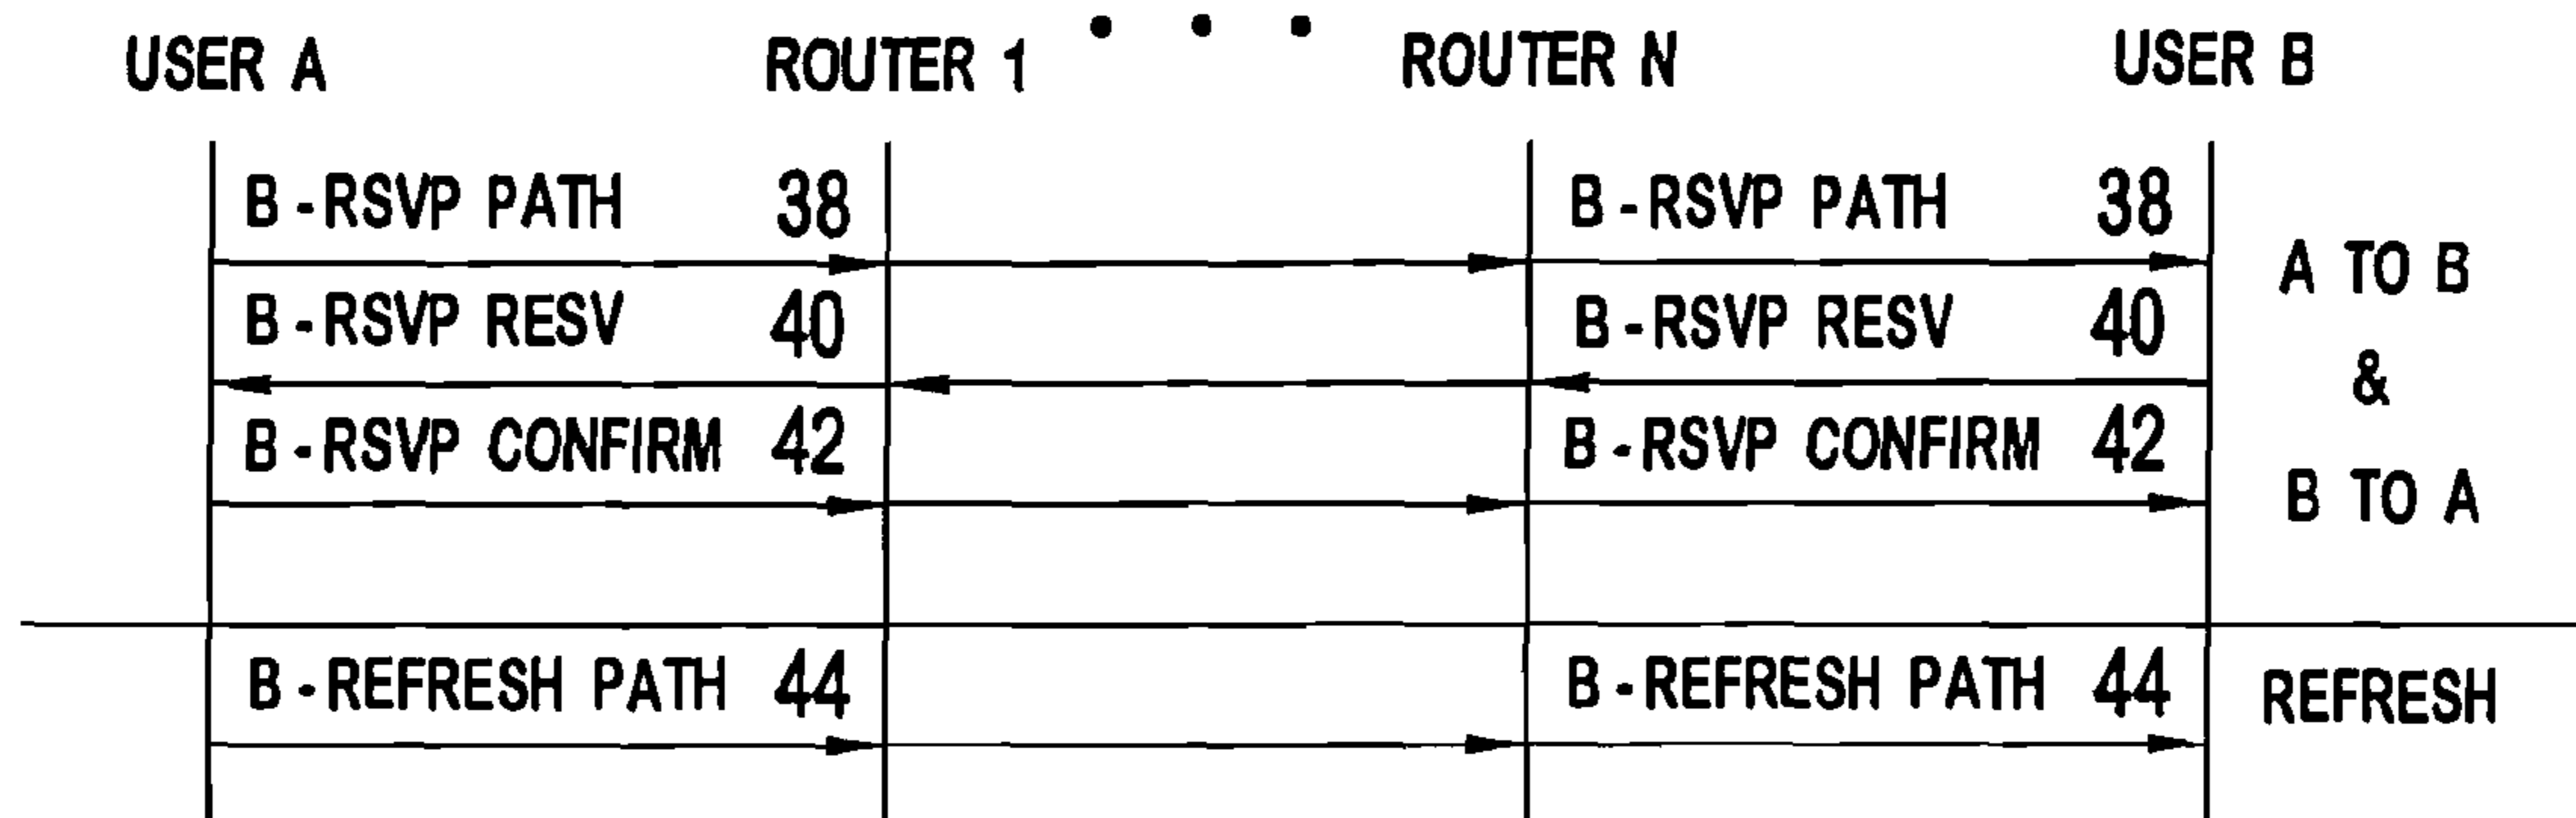 USER A ROUTER 1 • • • ROUTER N USER B
B-RSVP PATH 38 B-RSVP PATH 38
A TO B
B-RSVP RESV 40 B-RSVP RESV 40
&
B-RSVP CONFIRM 42 B-RSVP CONFIRM 42
B TO A
B-REFRESH PATH 44 B-REFRESH PATH 44 REFRESH